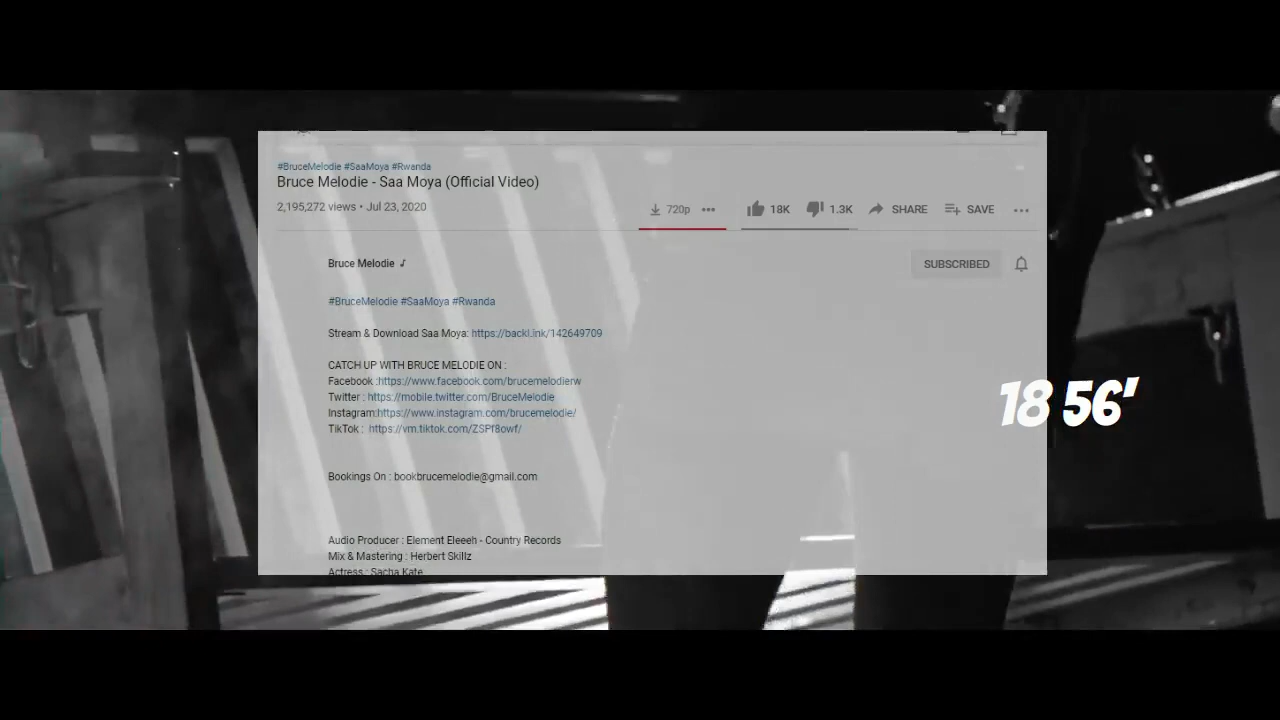 #BruceMelodie #SaaMoya #Rwanda
Bruce Melodie - Saa Moya (Official Video)
2,195,272 views • Jul 23, 2020
720p ••• 18K 1.3K SHARE SAVE •••
Bruce Melodie ♪
SUBSCRIBED
#BruceMelodie #SaaMoya #Rwanda
Stream & Download Saa Moya: https://backl.ink/142649709
CATCH UP WITH BRUCE MELODIE ON :
Facebook :https://www.facebook.com/brucemelodierw
Twitter : https://mobile.twitter.com/BruceMelodie
Instagram:https://www.instagram.com/brucemelodie/
TikTok : https://vm.tiktok.com/ZSPf8owf/
18 56'
Bookings On : bookbrucemelodie@gmail.com
Audio Producer : Element Eleeeh - Country Records
Mix & Mastering : Herbert Skillz
Actress : Sacha Kate